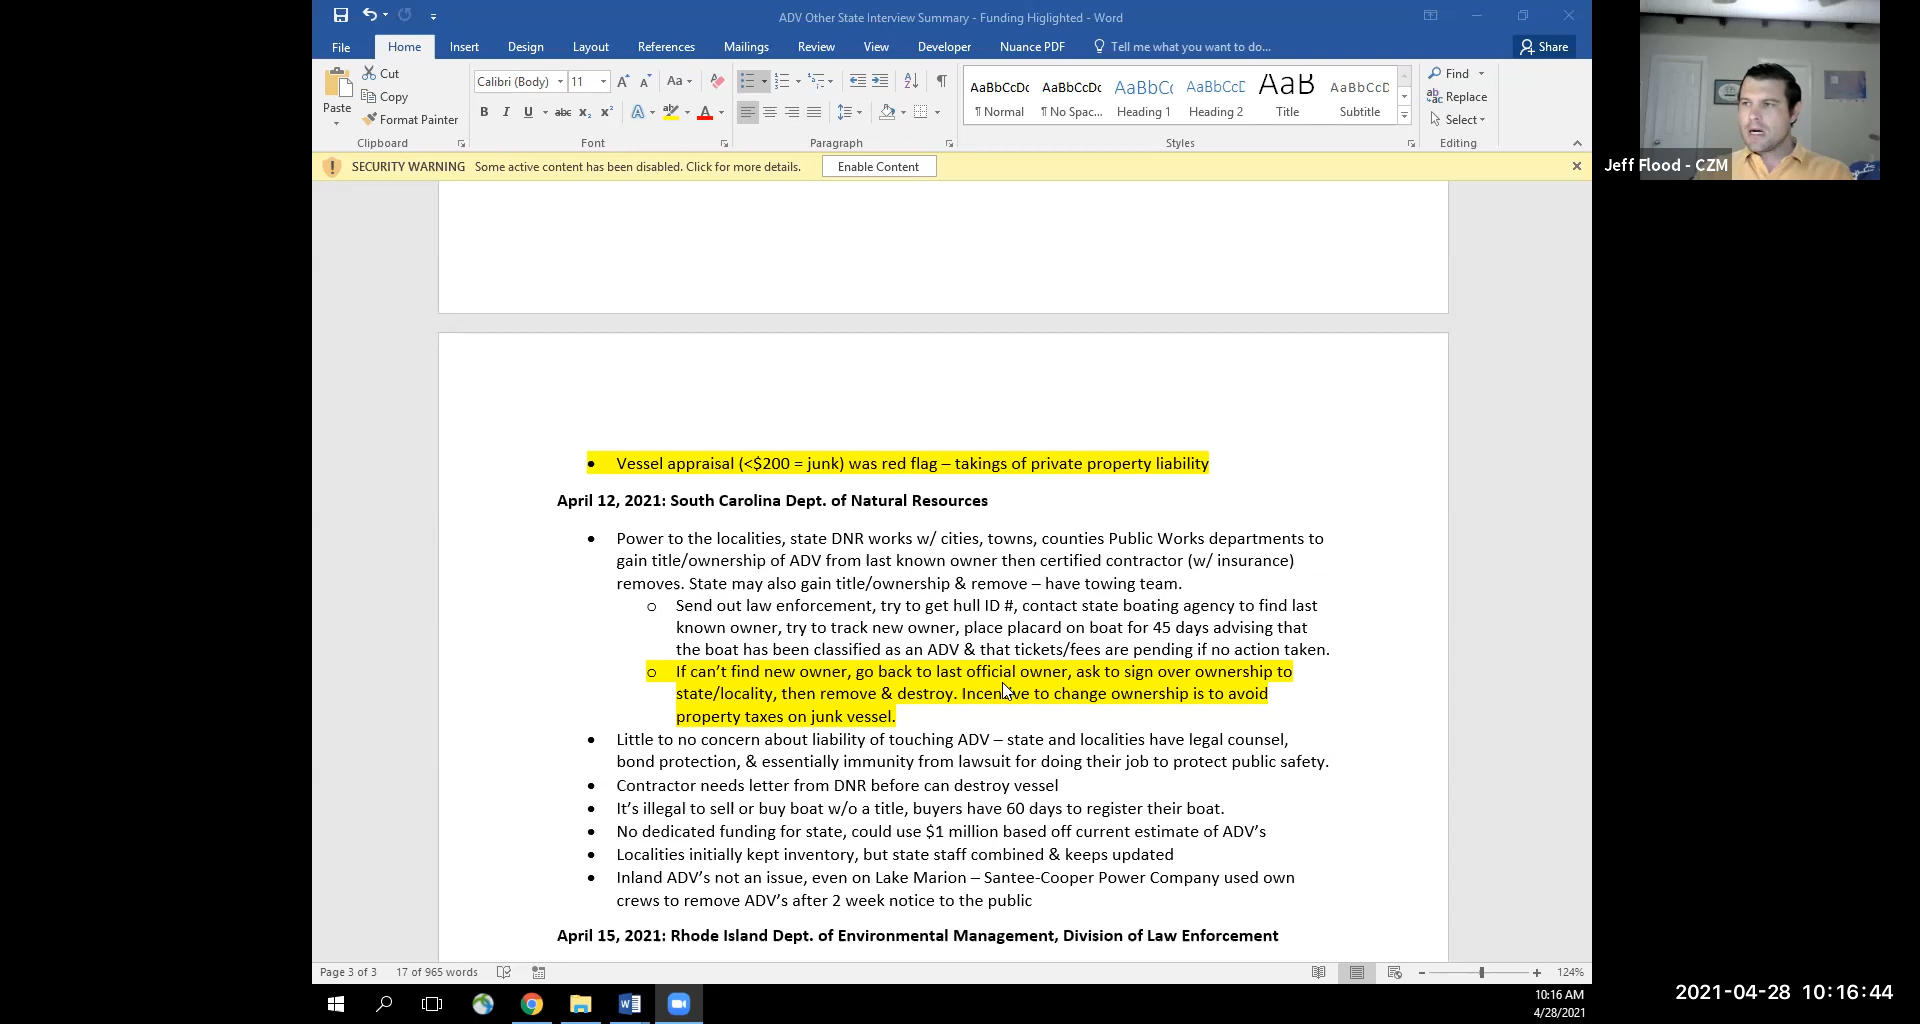 ADV Other State Interview Summary - Funding Higlighted - Word
File Home Insert Design Layout References Mailings Review View Developer Nuance PDF Tell me what you want to do... Share
Paste
Cut
Copy
Format Painter
Clipboard
Calibri (Body) 11 Aa
B I U abc x₂ x² A ab A
Font
Paragraph
AaBbCcDc AaBbCcDc AaBbCc AaBbCcD AaB AaBbCcD
¶ Normal ¶ No Spac... Heading 1 Heading 2 Title Subtitle
Styles
Find
Replace
Select
Editing
SECURITY WARNING Some active content has been disabled. Click for more details. Enable Content
Jeff Flood - CZM
• Vessel appraisal (<$200 = junk) was red flag – takings of private property liability
April 12, 2021: South Carolina Dept. of Natural Resources
• Power to the localities, state DNR works w/ cities, towns, counties Public Works departments to
gain title/ownership of ADV from last known owner then certified contractor (w/ insurance)
removes. State may also gain title/ownership & remove – have towing team.
o Send out law enforcement, try to get hull ID #, contact state boating agency to find last
known owner, try to track new owner, place placard on boat for 45 days advising that
the boat has been classified as an ADV & that tickets/fees are pending if no action taken.
o If can't find new owner, go back to last official owner, ask to sign over ownership to
state/locality, then remove & destroy. Incentive to change ownership is to avoid
property taxes on junk vessel.
• Little to no concern about liability of touching ADV – state and localities have legal counsel,
bond protection, & essentially immunity from lawsuit for doing their job to protect public safety.
• Contractor needs letter from DNR before can destroy vessel
• It's illegal to sell or buy boat w/o a title, buyers have 60 days to register their boat.
• No dedicated funding for state, could use $1 million based off current estimate of ADV's
• Localities initially kept inventory, but state staff combined & keeps updated
• Inland ADV's not an issue, even on Lake Marion – Santee-Cooper Power Company used own
crews to remove ADV's after 2 week notice to the public
April 15, 2021: Rhode Island Dept. of Environmental Management, Division of Law Enforcement
Page 3 of 3 17 of 965 words 124%
10:16 AM
4/28/2021
2021-04-28 10:16:44